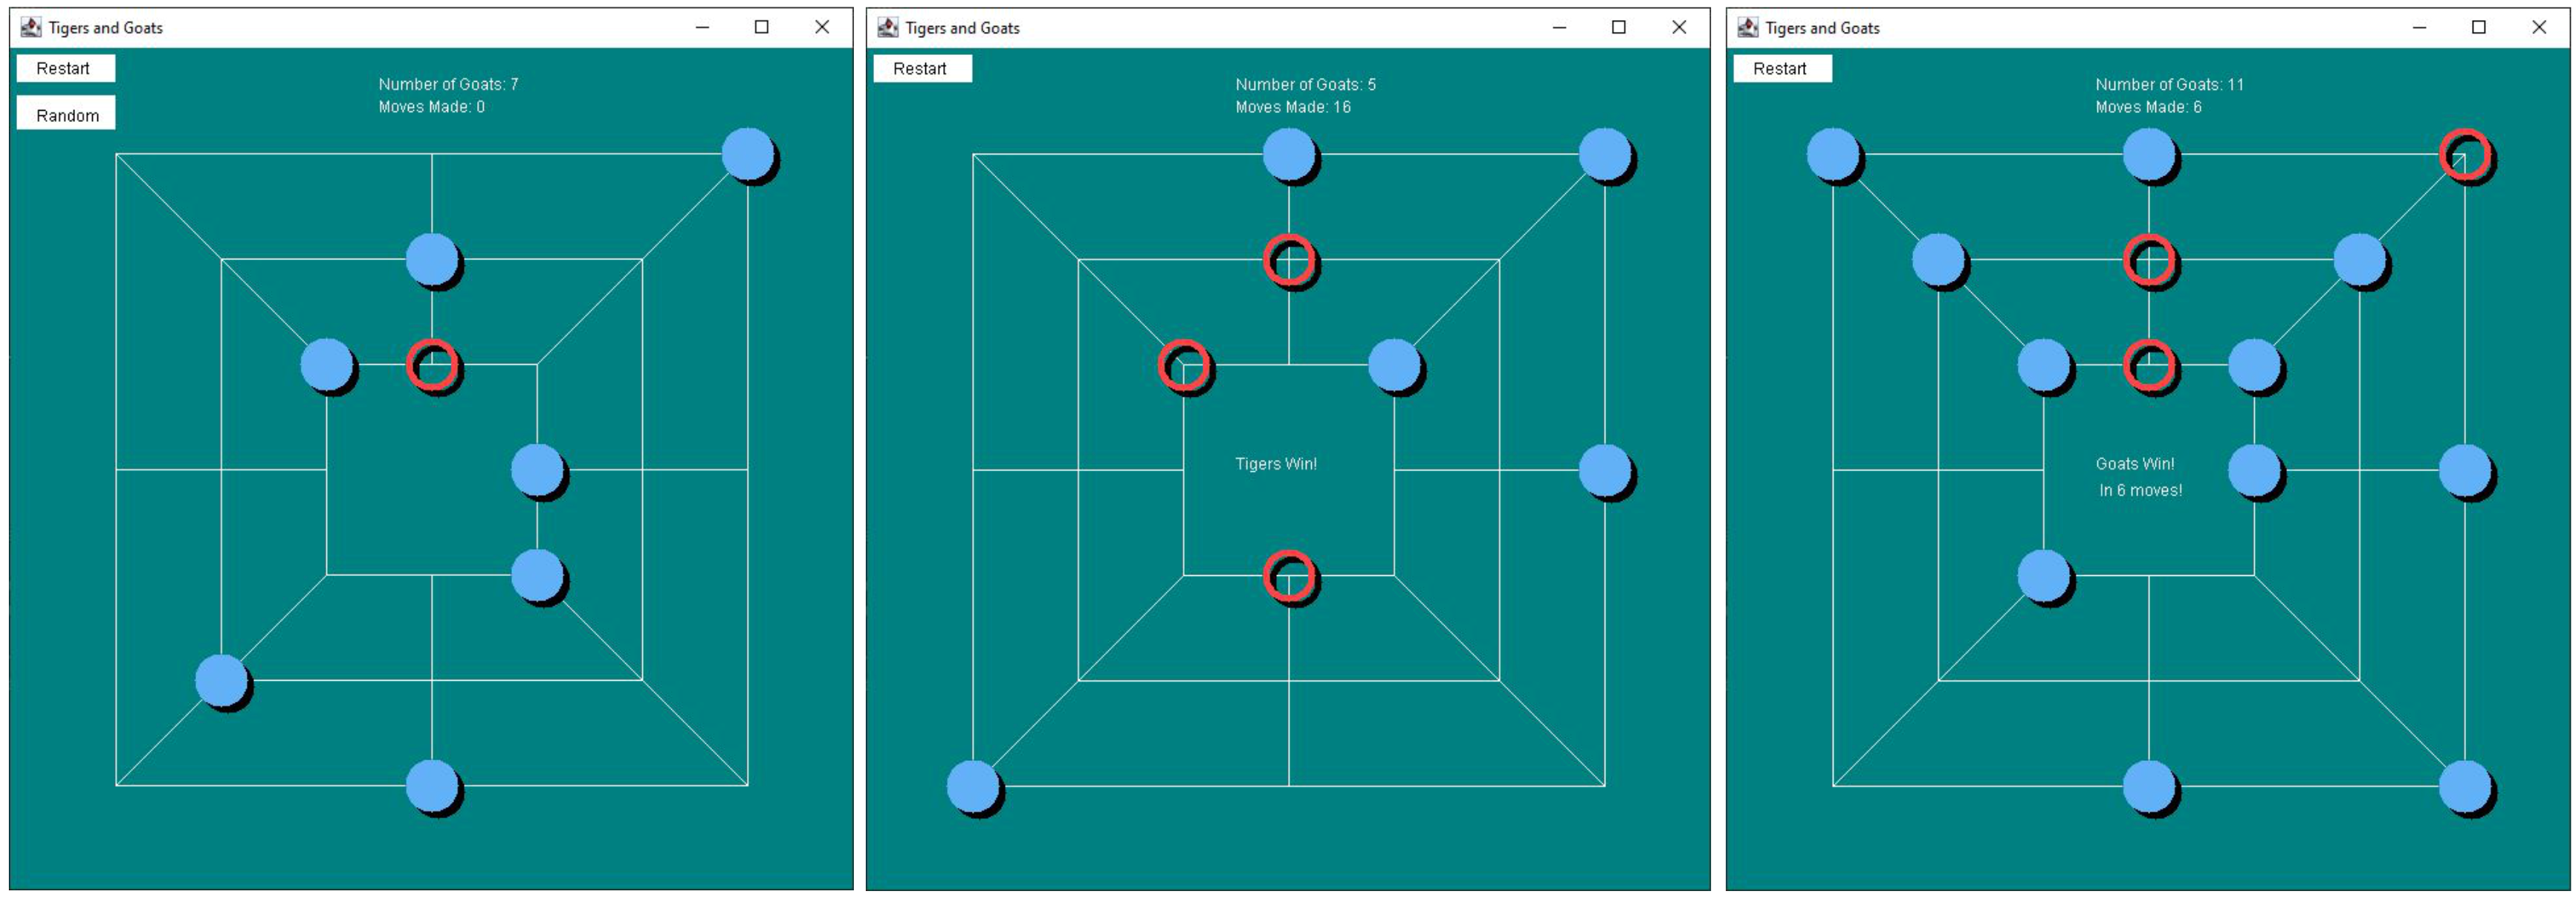 Tigers and Goats
Restart
Random
Number of Goats: 7
Moves Made: 0
Tigers and Goats
Restart
Number of Goats: 5
Moves Made: 16
Tigers Win!
Tigers and Goats
Restart
Number of Goats: 11
Moves Made: 6
Goats Win!
In 6 moves!